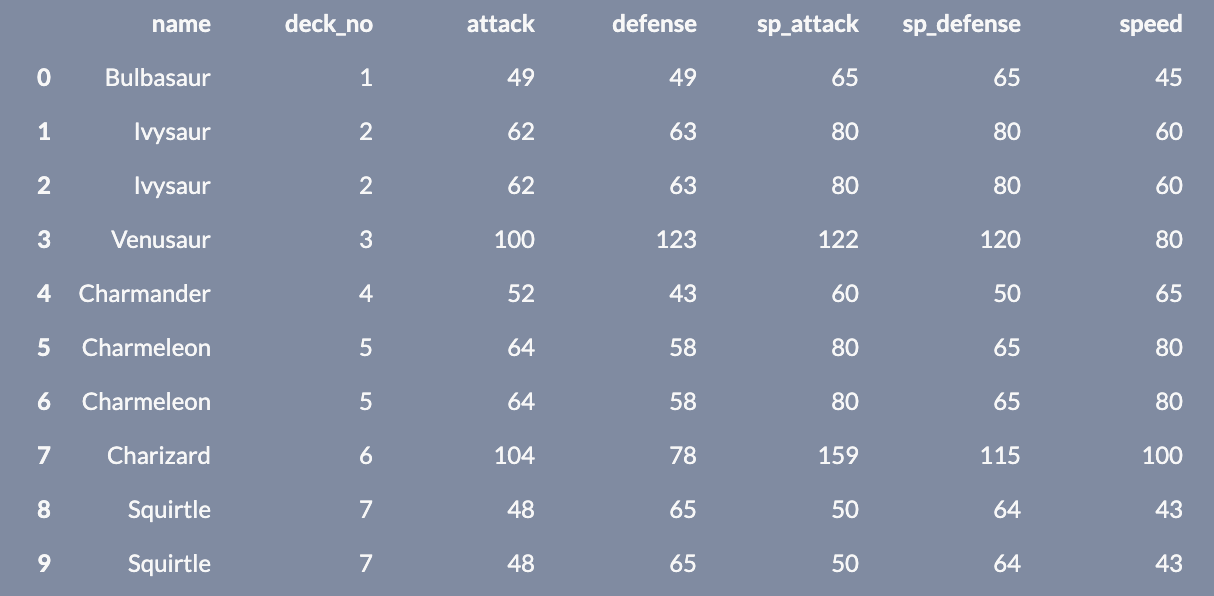 name deck_no attack defense sp_attack sp_defense speed
0 Bulbasaur 1 49 49 65 65 45
1 Ivysaur 2 62 63 80 80 60
2 Ivysaur 2 62 63 80 80 60
3 Venusaur 3 100 123 122 120 80
4 Charmander 4 52 43 60 50 65
5 Charmeleon 5 64 58 80 65 80
6 Charmeleon 5 64 58 80 65 80
7 Charizard 6 104 78 159 115 100
8 Squirtle 7 48 65 50 64 43
9 Squirtle 7 48 65 50 64 43